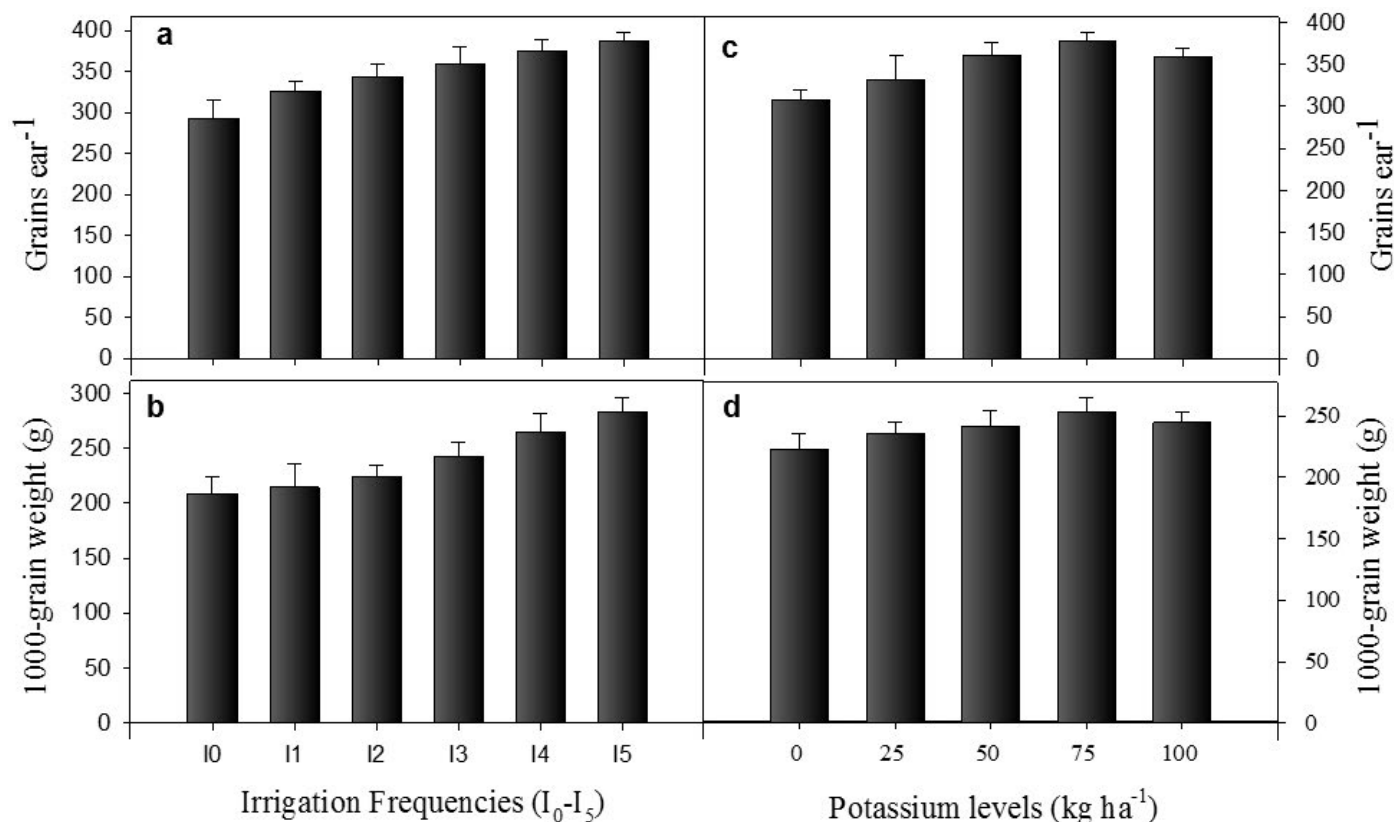 a
400
350
300
250
200
150
100
50
0
Grains ear-1
c
400
350
300
250
200
150
100
50
0
Grains ear-1
b
300
250
200
150
100
50
0
1000-grain weight (g)
I0 I1 I2 I3 I4 I5
Irrigation Frequencies (I0-I5)
d
250
200
150
100
50
0
1000-grain weight (g)
0 25 50 75 100
Potassium levels (kg ha-1)